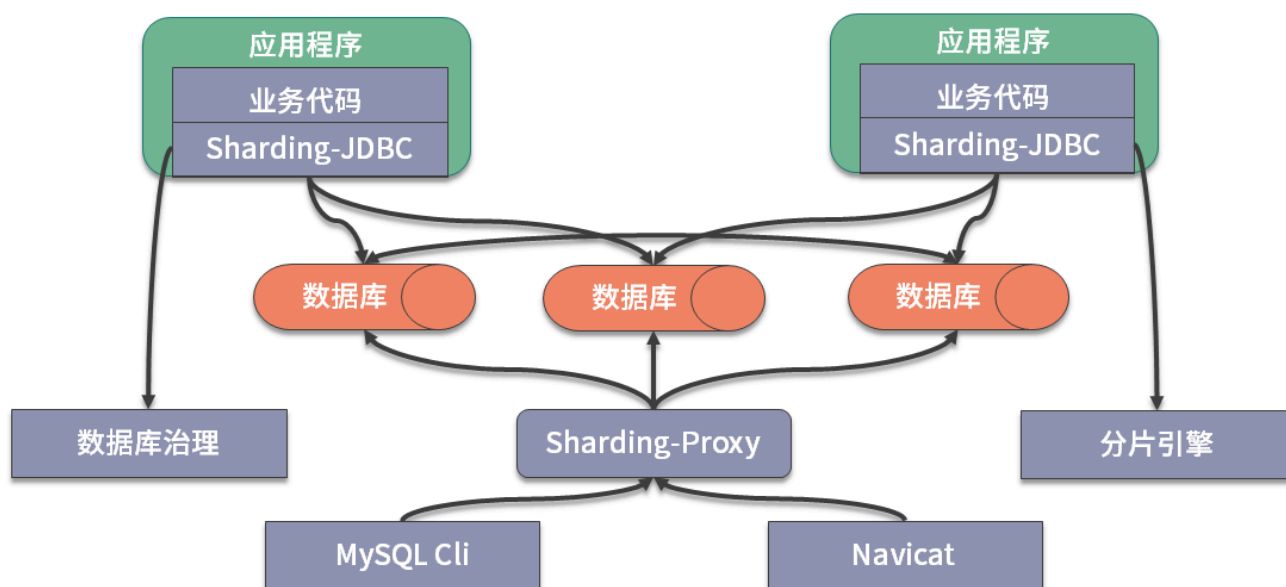 应用程序
业务代码
Sharding-JDBC
应用程序
业务代码
Sharding-JDBC
数据库
数据库
数据库
数据库治理
Sharding-Proxy
分片引擎
MySQL Cli
Navicat